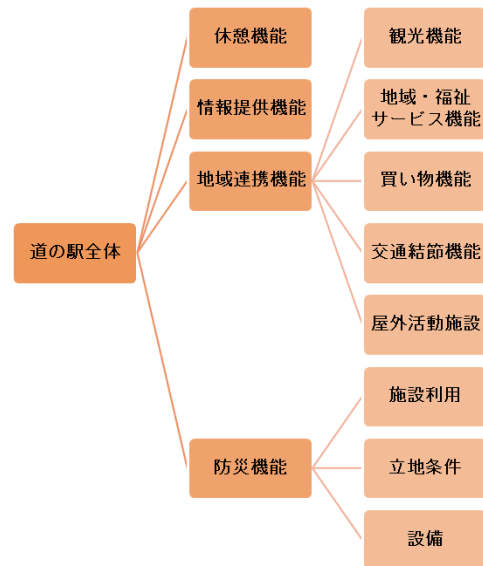 休憩機能
観光機能
情報提供機能
地域・福祉
サービス機能
地域連携機能
買い物機能
道の駅全体
交通結節機能
屋外活動施設
施設利用
防災機能
立地条件
設備